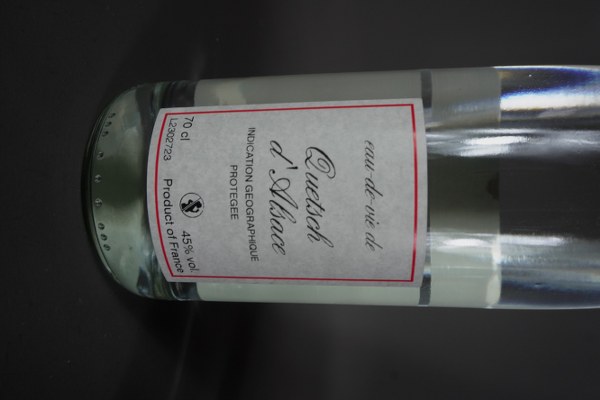 eau-de-vie de
Quetsch
d'Alsace
INDICATION GEOGRAPHIQUE
PROTEGEE
70 cl
45% vol
L2302723
Product of France